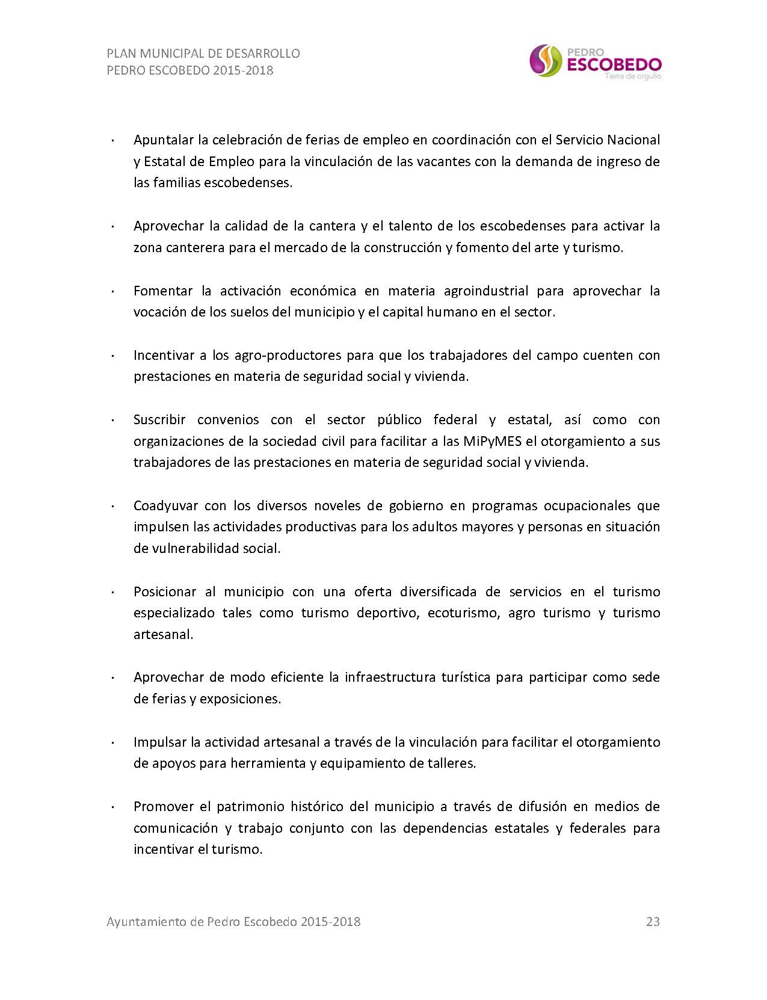 PLAN MUNICIPAL DE DESARROLLO
PEDRO ESCOBEDO 2015-2018
PEDRO
ESCOBEDO
Tierra de orgullo
· Apuntalar la celebración de ferias de empleo en coordinación con el Servicio Nacional
y Estatal de Empleo para la vinculación de las vacantes con la demanda de ingreso de
las familias escobedenses.
· Aprovechar la calidad de la cantera y el talento de los escobedenses para activar la
zona canterera para el mercado de la construcción y fomento del arte y turismo.
· Fomentar la activación económica en materia agroindustrial para aprovechar la
vocación de los suelos del municipio y el capital humano en el sector.
· Incentivar a los agro-productores para que los trabajadores del campo cuenten con
prestaciones en materia de seguridad social y vivienda.
· Suscribir convenios con el sector público federal y estatal, así como con
organizaciones de la sociedad civil para facilitar a las MiPyMES el otorgamiento a sus
trabajadores de las prestaciones en materia de seguridad social y vivienda.
· Coadyuvar con los diversos noveles de gobierno en programas ocupacionales que
impulsen las actividades productivas para los adultos mayores y personas en situación
de vulnerabilidad social.
· Posicionar al municipio con una oferta diversificada de servicios en el turismo
especializado tales como turismo deportivo, ecoturismo, agro turismo y turismo
artesanal.
· Aprovechar de modo eficiente la infraestructura turística para participar como sede
de ferias y exposiciones.
· Impulsar la actividad artesanal a través de la vinculación para facilitar el otorgamiento
de apoyos para herramienta y equipamiento de talleres.
· Promover el patrimonio histórico del municipio a través de difusión en medios de
comunicación y trabajo conjunto con las dependencias estatales y federales para
incentivar el turismo.
Ayuntamiento de Pedro Escobedo 2015-2018 23